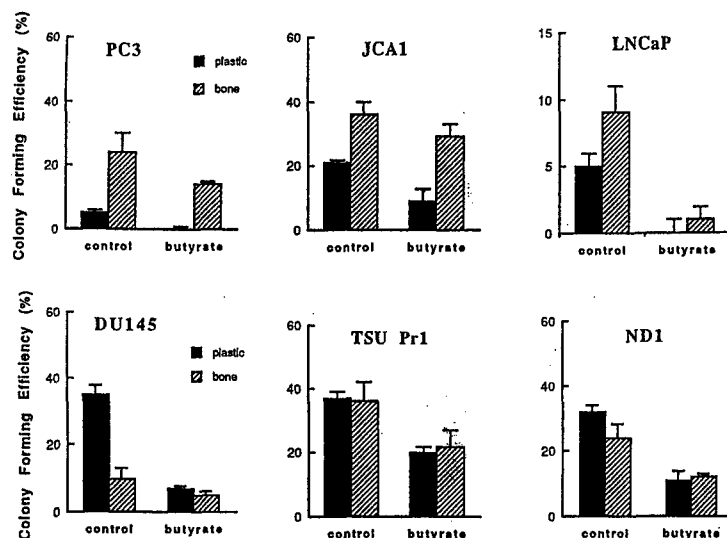 Colony Forming Efficiency (%)
PC3
plastic
bone
60
40
20
0
control butyrate
JCA1
60
40
20
0
control butyrate
LNCaP
15
10
5
0
control butyrate
Colony Forming Efficiency (%)
DU145
plastic
bone
60
40
20
0
control butyrate
TSU Pr1
60
40
20
0
control butyrate
ND1
60
40
20
0
control butyrate